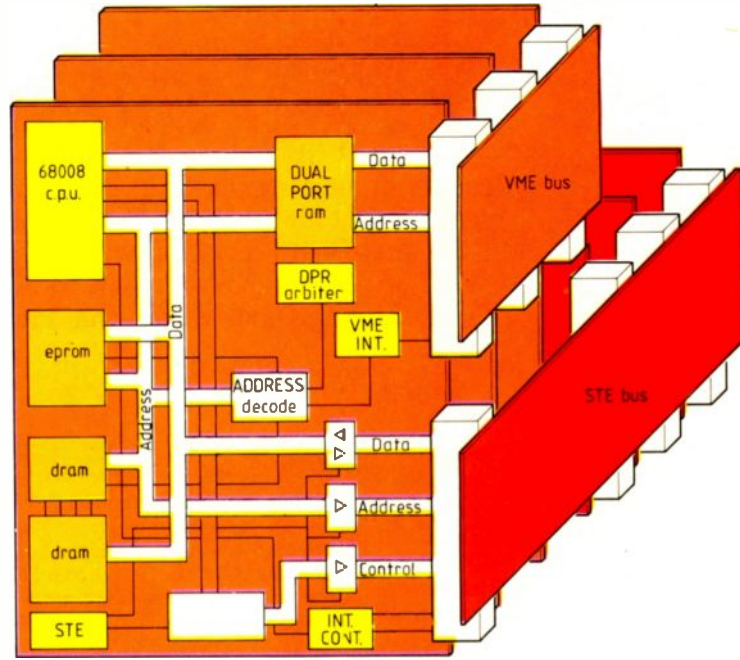 68008
c.p.u.
DUAL
PORT
ram
Data
Address
VME bus
DPR
arbiter
VME
INT.
eprom
Data
Address
ADDRESS
decode
STE bus
dram
Data
Address
dram
Control
STE
INT.
CONT.